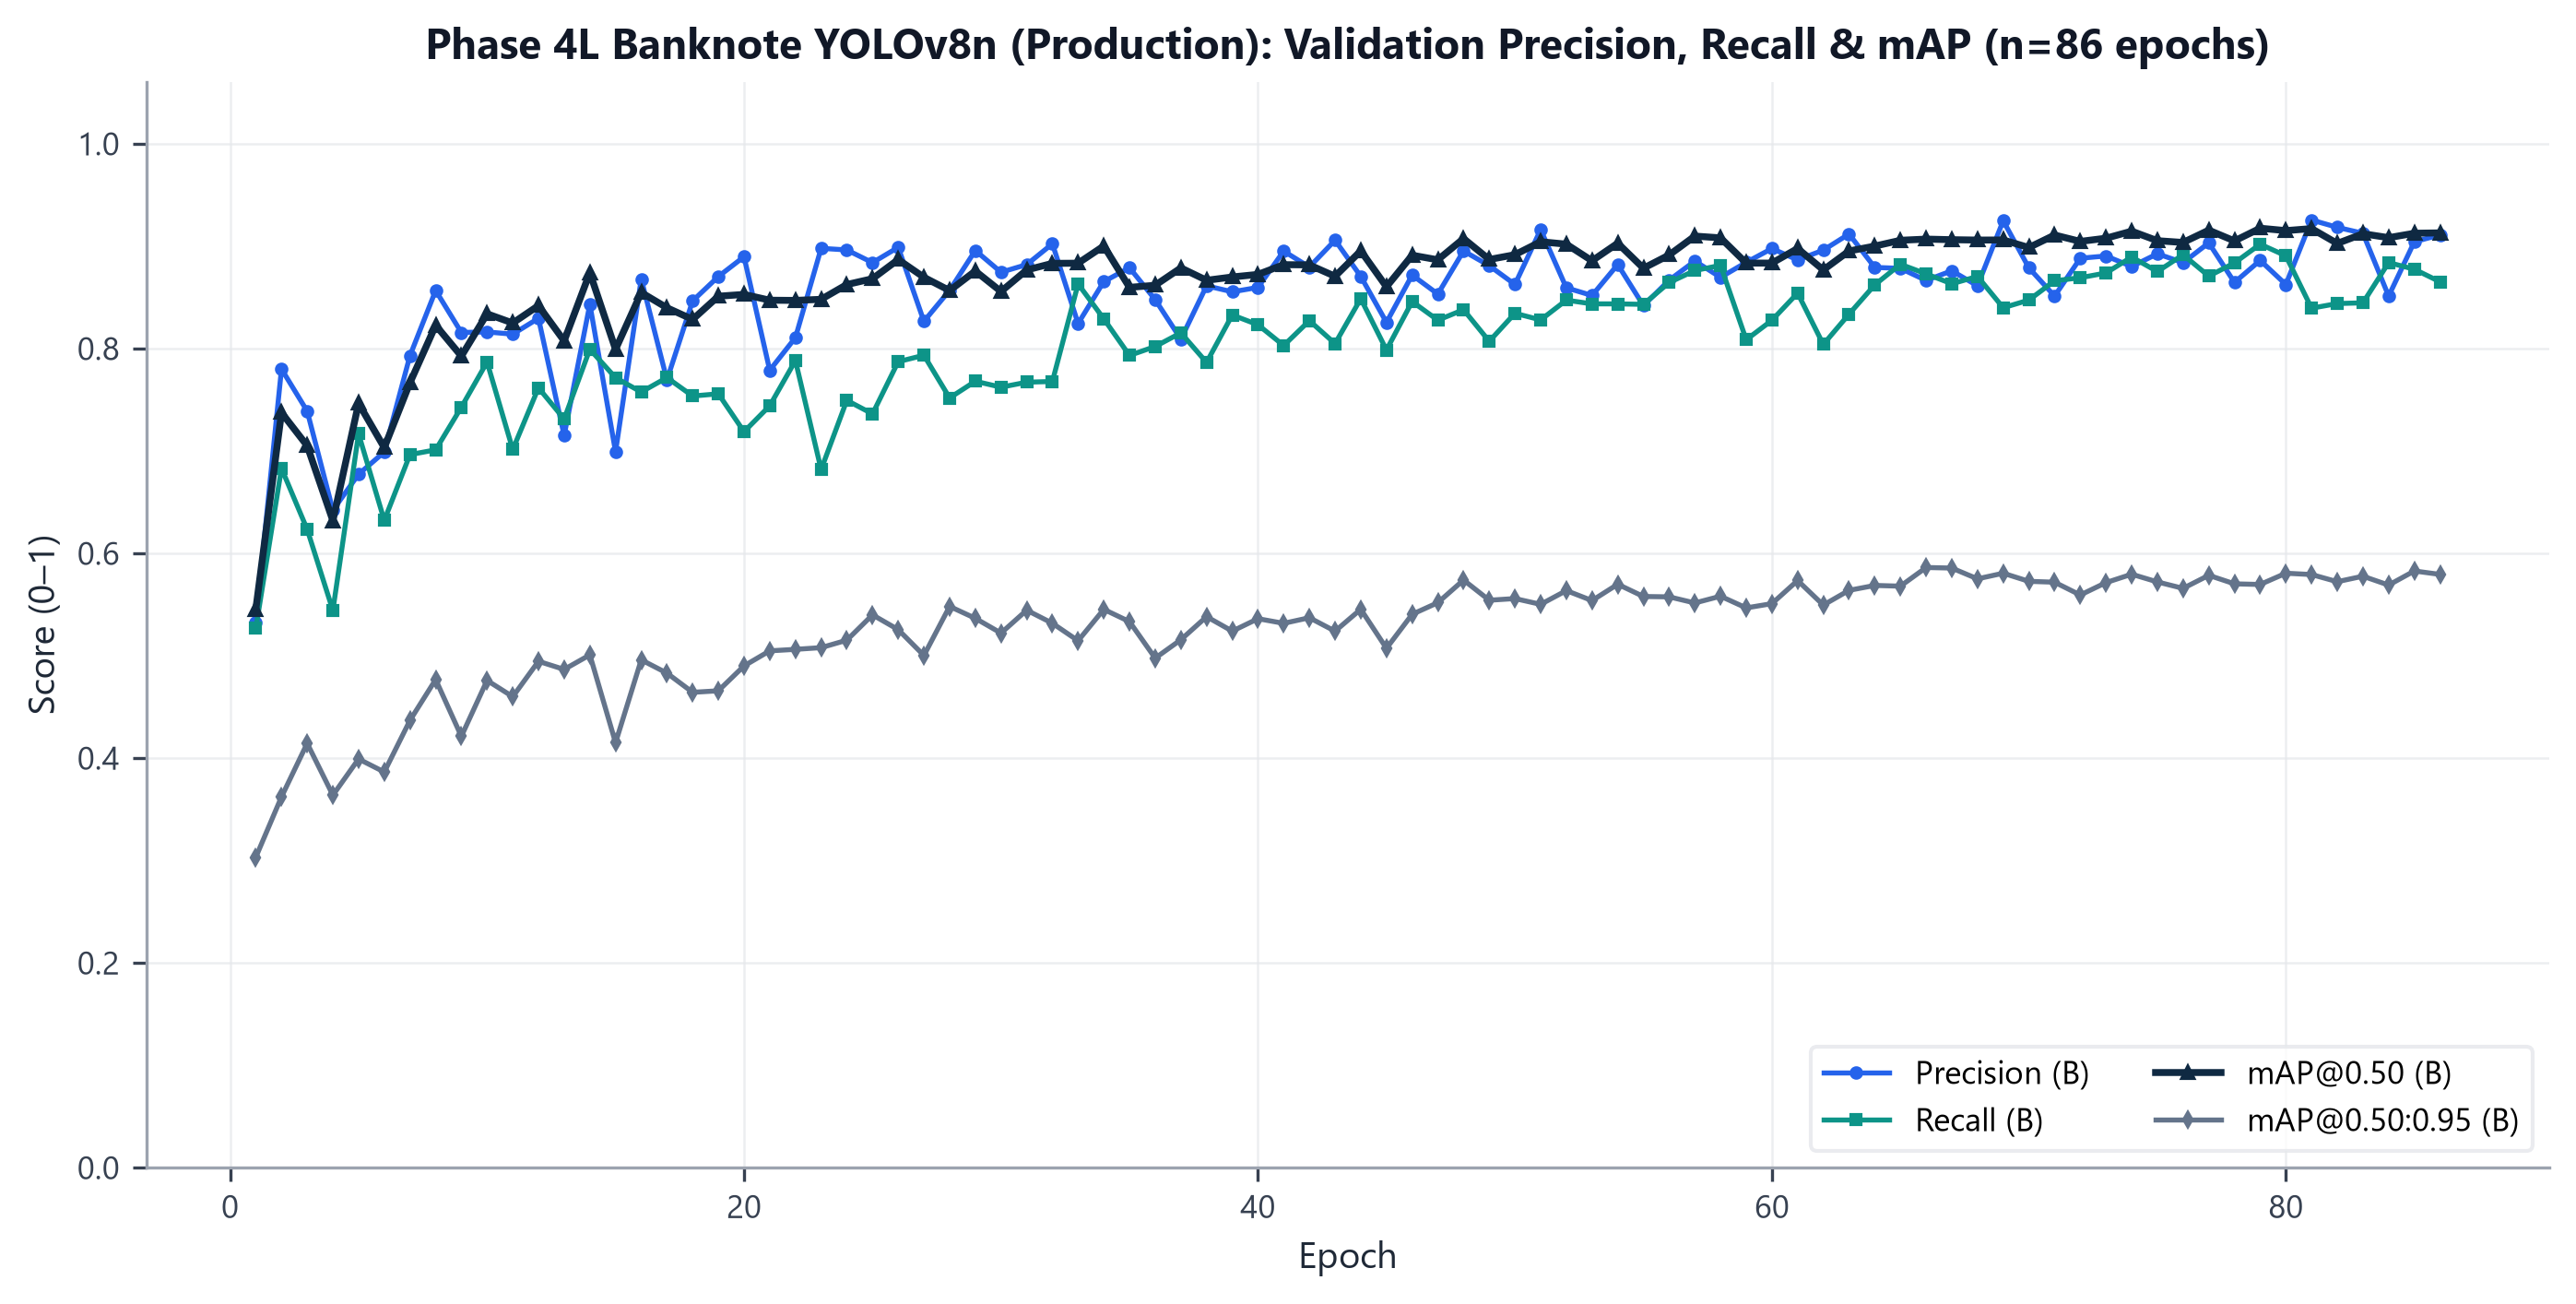 Phase 4L Banknote YOLOv8n (Production): Validation Precision, Recall & mAP (n=86 epochs)
Score (0–1)
1.0
0.8
0.6
0.4
0.2
0.0
0 20 40 60 80
Epoch
Precision (B)
Recall (B)
mAP@0.50 (B)
mAP@0.50:0.95 (B)